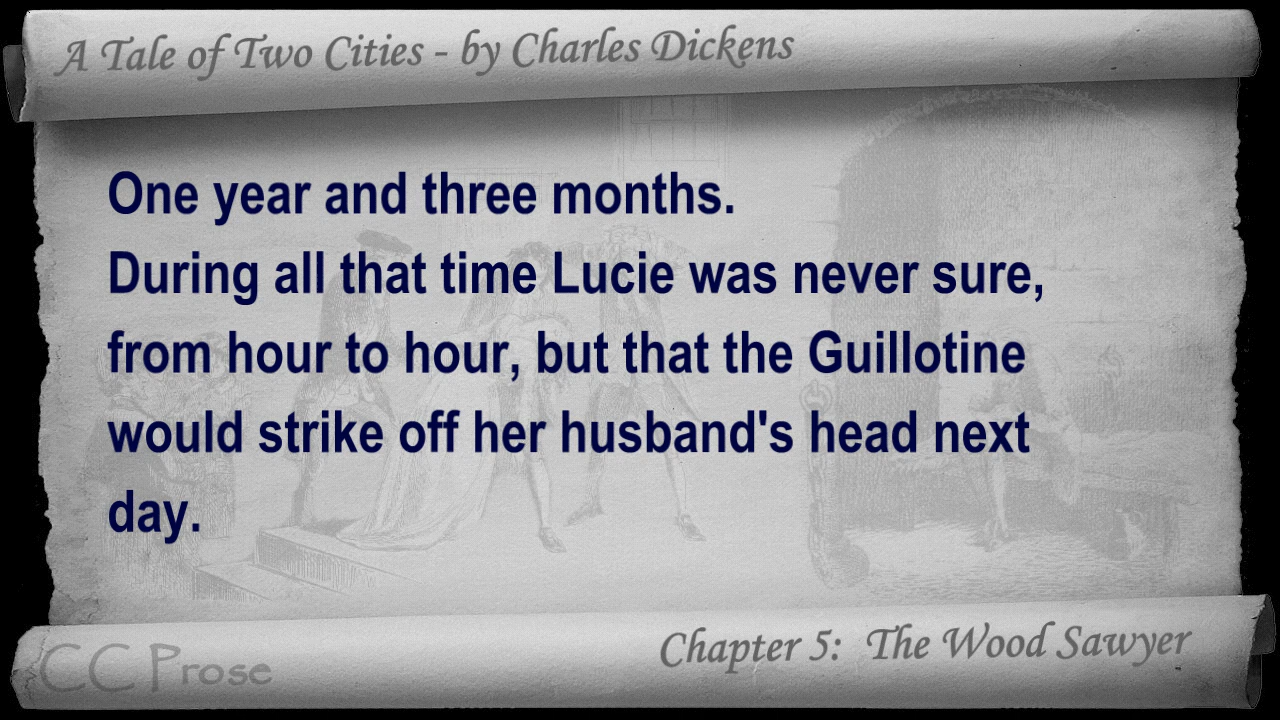 A Tale of Two Cities - by Charles Dickens
One year and three months.
During all that time Lucie was never sure,
from hour to hour, but that the Guillotine
would strike off her husband's head next
day.
Chapter 5: The Wood Sawyer
CC Prose